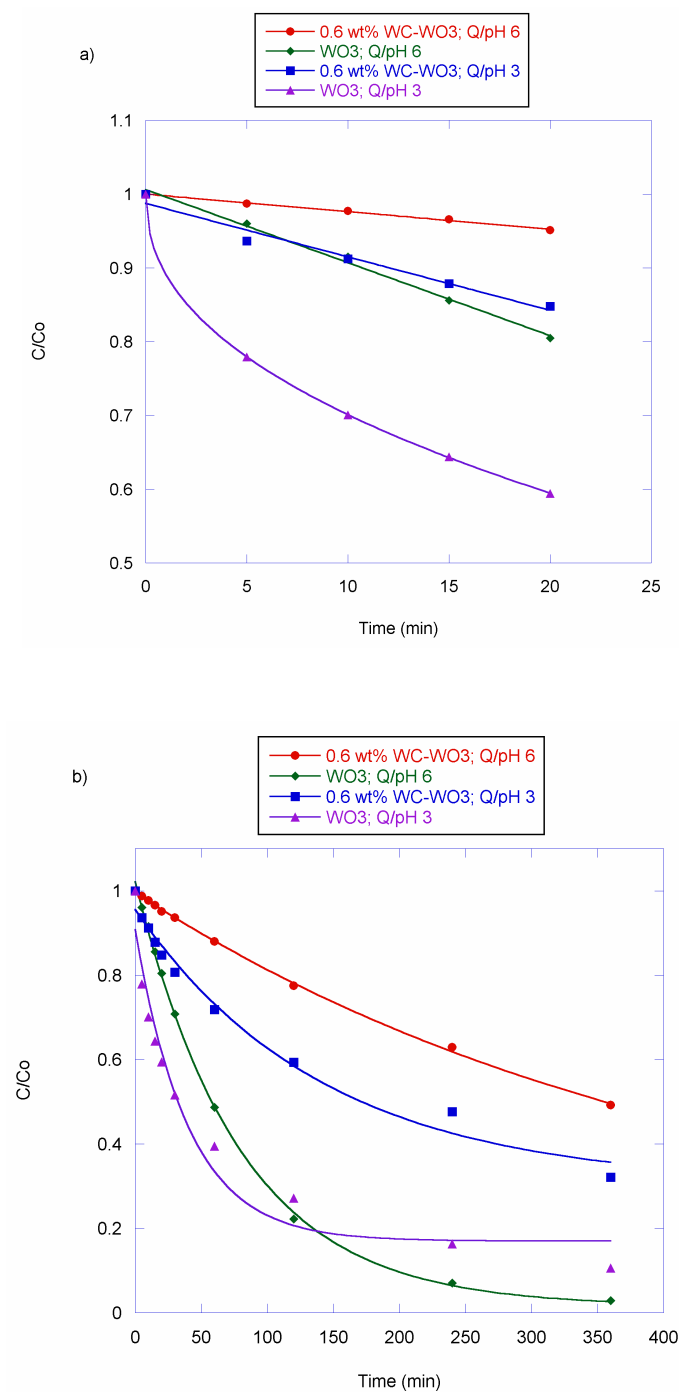 a)
0.6 wt% WC-WO3; Q/pH 6
WO3; Q/pH 6
0.6 wt% WC-WO3; Q/pH 3
WO3; Q/pH 3
1.1
1
0.9
0.8
0.7
0.6
0.5
C/Co
0 5 10 15 20 25
Time (min)
b)
0.6 wt% WC-WO3; Q/pH 6
WO3; Q/pH 6
0.6 wt% WC-WO3; Q/pH 3
WO3; Q/pH 3
1
0.8
0.6
0.4
0.2
0
C/Co
0 50 100 150 200 250 300 350 400
Time (min)